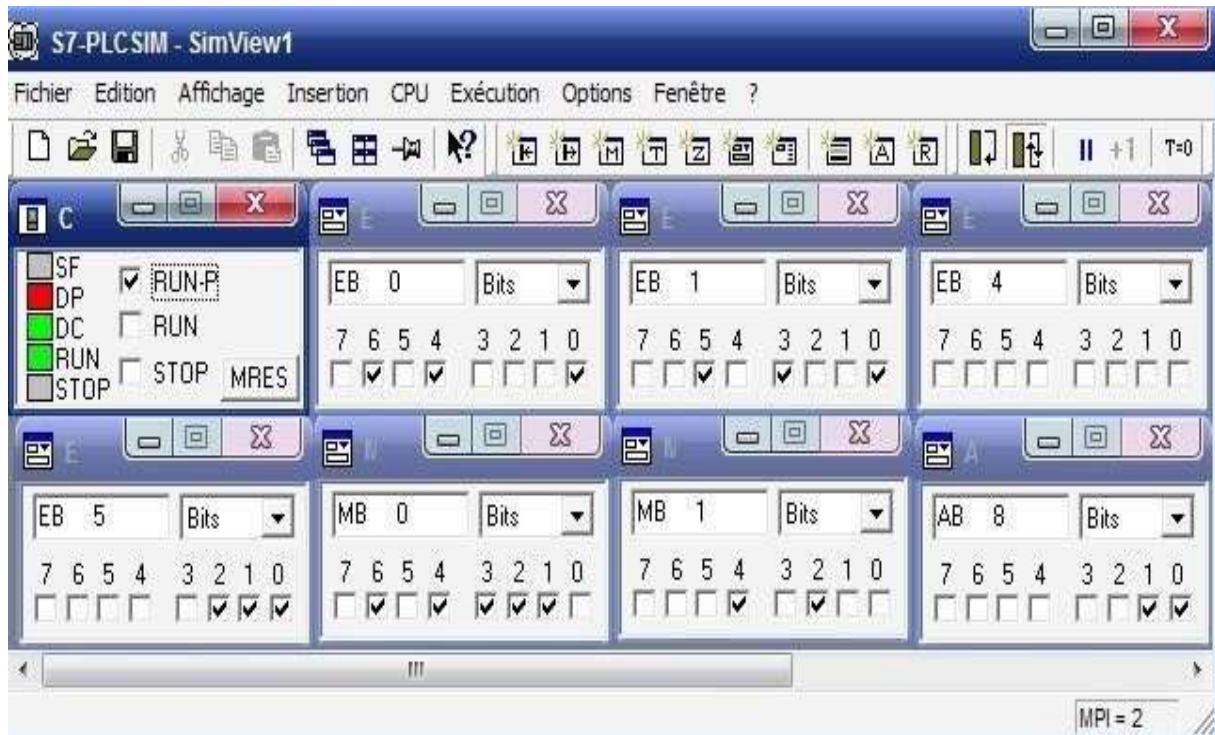 S7-PLCSIM - SimView1
Fichier Edition Affichage Insertion CPU Exécution Options Fenêtre ?
M T Z A R +1 T=0
C E E E
SF
DP
DC
RUN
STOP
RUN-P
RUN
STOP MRES
EB 0 Bits
7 6 5 4 3 2 1 0
EB 1 Bits
7 6 5 4 3 2 1 0
EB 4 Bits
7 6 5 4 3 2 1 0
E M M A
EB 5 Bits
7 6 5 4 3 2 1 0
MB 0 Bits
7 6 5 4 3 2 1 0
MB 1 Bits
7 6 5 4 3 2 1 0
AB 8 Bits
7 6 5 4 3 2 1 0
MPI = 2